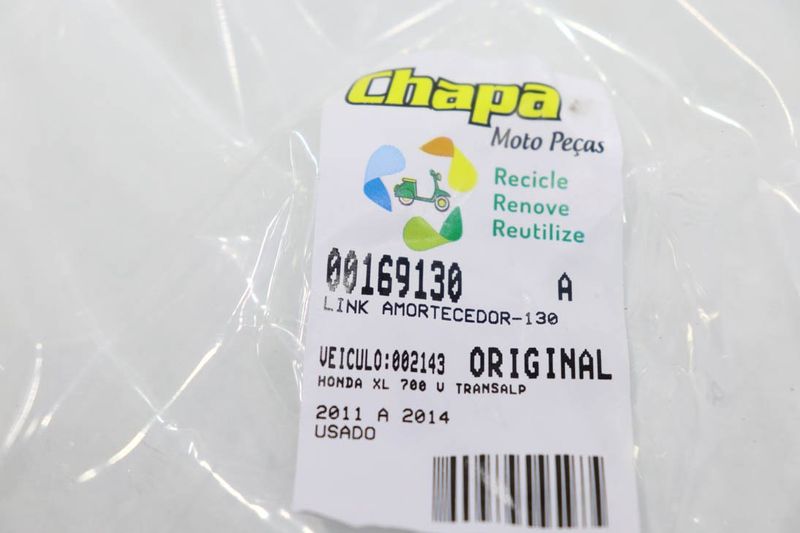 Chapa
Moto Peças
Recicle
Renove
Reutilize
00169130 A
LINK AMORTECEDOR-130
VEICULO:002143 ORIGINAL
HONDA XL 700 V TRANSALP
2011 A 2014
USADO